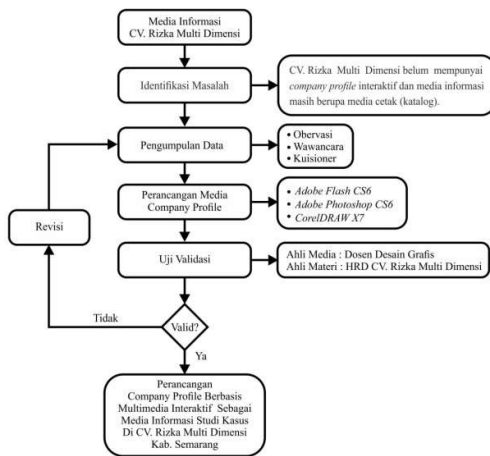 Media Informasi
CV. Rizka Multi Dimensi
Identifikasi Masalah
CV. Rizka Multi Dimensi belum mempunyai
company profile interaktif dan media informasi
masih berupa media cetak (katalog).
Pengumpulan Data
• Obervasi
• Wawancara
• Kuisioner
Perancangan Media
Company Profile
• Adobe Flash CS6
• Adobe Photoshop CS6
• CorelDRAW X7
Revisi
Uji Validasi
Ahli Media : Dosen Desain Grafis
Ahli Materi : HRD CV. Rizka Multi Dimensi
Tidak
Valid?
Ya
Perancangan
Company Profile Berbasis
Multimedia Interaktif Sebagai
Media Informasi Studi Kasus
Di CV. Rizka Multi Dimensi
Kab. Semarang